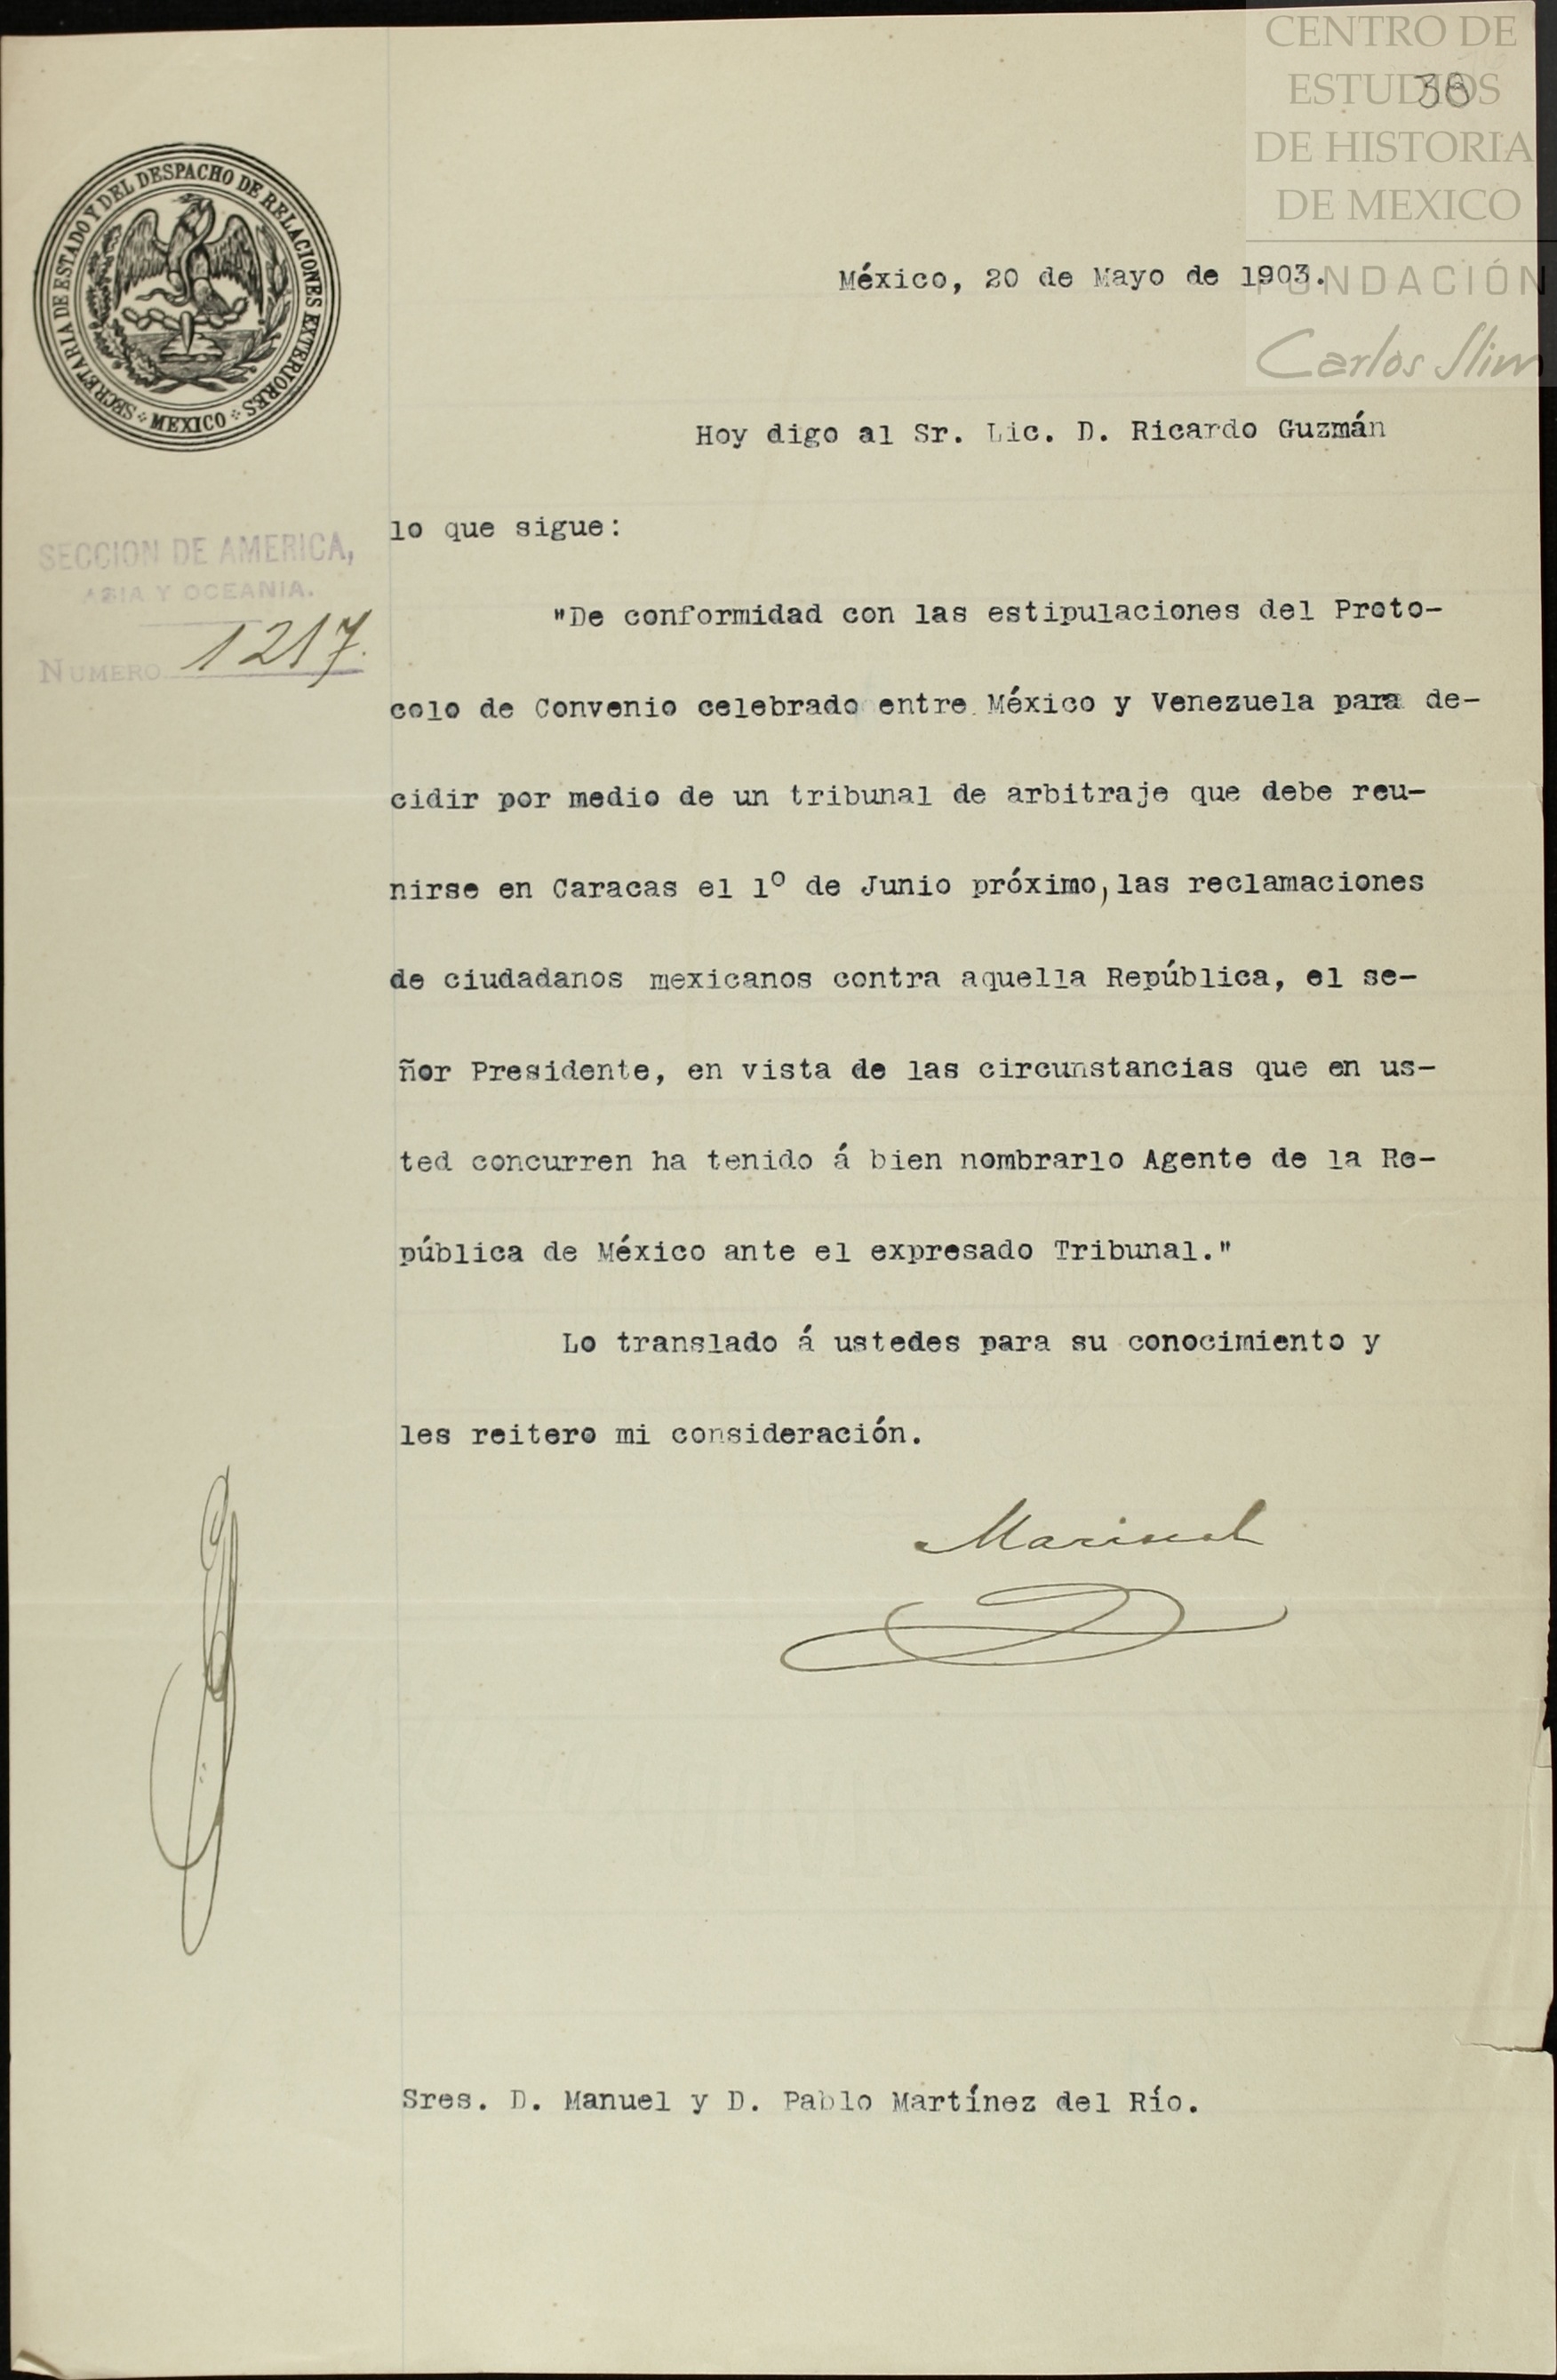 CENTRO DE
ESTUDIOS
DE HISTORIA
DE MEXICO
FUNDACIÓN
Carlos Slim
SECRETARIA DE ESTADO Y DEL DESPACHO DE RELACIONES EXTERIORES
MEXICO
México, 20 de Mayo de 1903.
Hoy digo al Sr. Lic. D. Ricardo Guzmán
lo que sigue:
SECCION DE AMERICA,
ASIA Y OCEANIA.
NUMERO 1217.
"De conformidad con las estipulaciones del Proto-
colo de Convenio celebrado entre México y Venezuela para de-
cidir por medio de un tribunal de arbitraje que debe reu-
nirse en Caracas el 1º de Junio próximo, las reclamaciones
de ciudadanos mexicanos contra aquella República, el se-
ñor Presidente, en vista de las circunstancias que en us-
ted concurren ha tenido á bien nombrarlo Agente de la Re-
pública de México ante el expresado Tribunal."
Lo translado á ustedes para su conocimiento y
les reitero mi consideración.
Mariscal
Sres. D. Manuel y D. Pablo Martínez del Río.